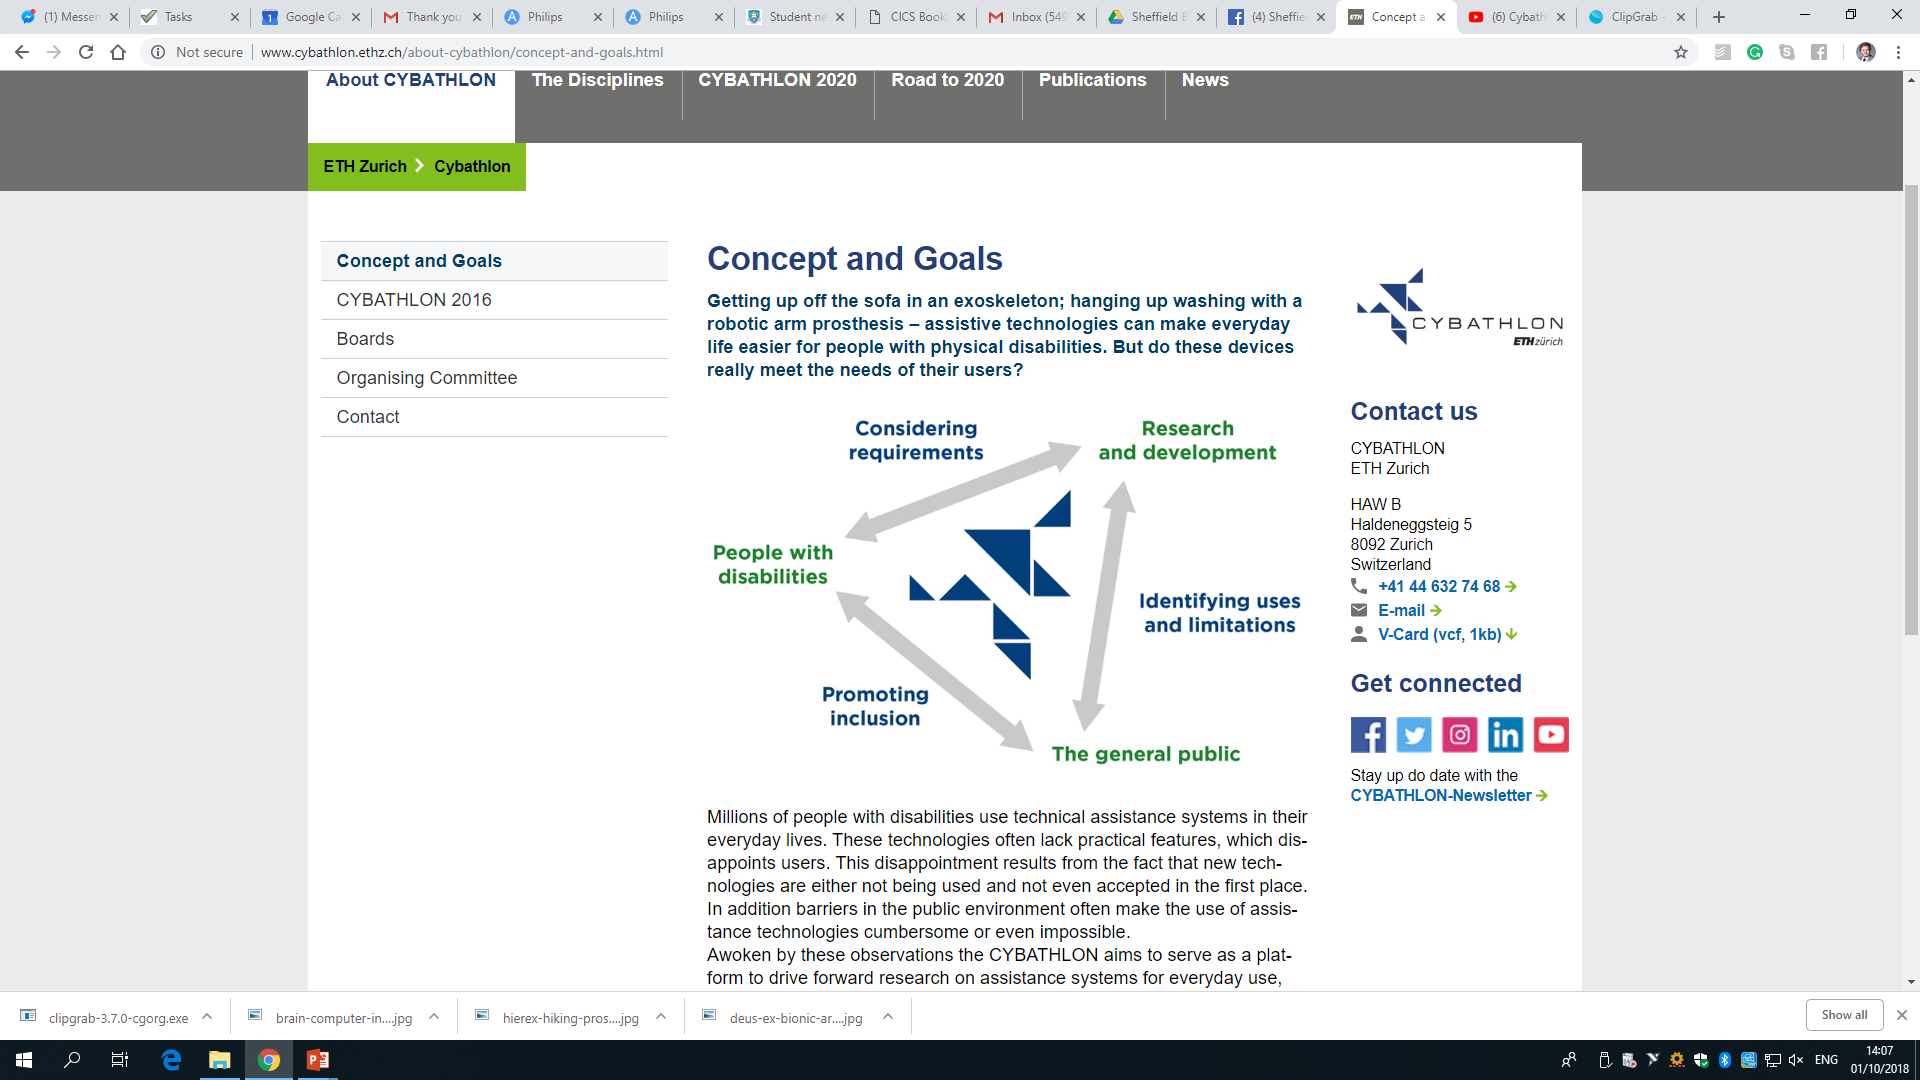 (1) Messen
Tasks
Google Ca
Thank you
Philips
Philips
Student ne
CICS Book
Inbox (549
Sheffield B
(4) Sheffie
Concept a
(6) Cybath
ClipGrab -
Not secure
www.cybathlon.ethz.ch/about-cybathlon/concept-and-goals.html
About CYBATHLON
The Disciplines
CYBATHLON 2020
Road to 2020
Publications
News
ETH Zurich
Cybathlon
Concept and Goals
CYBATHLON 2016
Boards
Organising Committee
Contact
Concept and Goals
Getting up off the sofa in an exoskeleton; hanging up washing with a
robotic arm prosthesis – assistive technologies can make everyday
life easier for people with physical disabilities. But do these devices
really meet the needs of their users?
Considering
requirements
Research
and development
People with
disabilities
Identifying uses
and limitations
Promoting
inclusion
The general public
Millions of people with disabilities use technical assistance systems in their
everyday lives. These technologies often lack practical features, which dis-
appoints users. This disappointment results from the fact that new tech-
nologies are either not being used and not even accepted in the first place.
In addition barriers in the public environment often make the use of assis-
tance technologies cumbersome or even impossible.
Awoken by these observations the CYBATHLON aims to serve as a plat-
form to drive forward research on assistance systems for everyday use,
CYBATHLON
ETH zürich
Contact us
CYBATHLON
ETH Zurich
HAW B
Haldeneggsteig 5
8092 Zurich
Switzerland
+41 44 632 74 68
E-mail
V-Card (vcf, 1kb)
Get connected
Stay up do date with the
CYBATHLON-Newsletter
clipgrab-3.7.0-cgorg.exe
brain-computer-in....jpg
hierex-hiking-pros....jpg
deus-ex-bionic-ar....jpg
Show all
ENG
14:07
01/10/2018